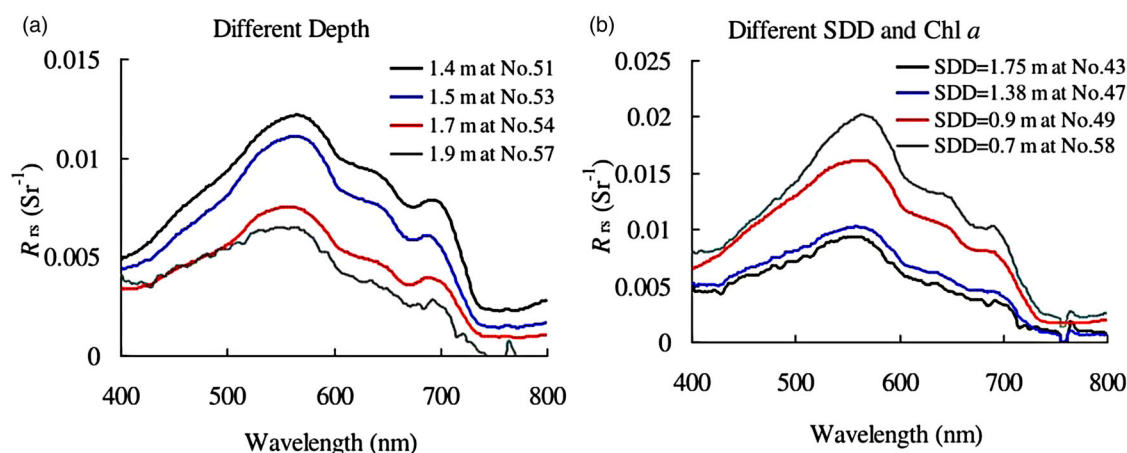 (a)
Different Depth
0.015
0.01
0.005
0
R rs (Sr-1)
1.4 m at No.51
1.5 m at No.53
1.7 m at No.54
1.9 m at No.57
400 500 600 700 800
Wavelength (nm)
(b)
Different SDD and Chl a
0.025
0.02
0.015
0.01
0.005
0
R rs (Sr-1)
SDD=1.75 m at No.43
SDD=1.38 m at No.47
SDD=0.9 m at No.49
SDD=0.7 m at No.58
400 500 600 700 800
Wavelength (nm)